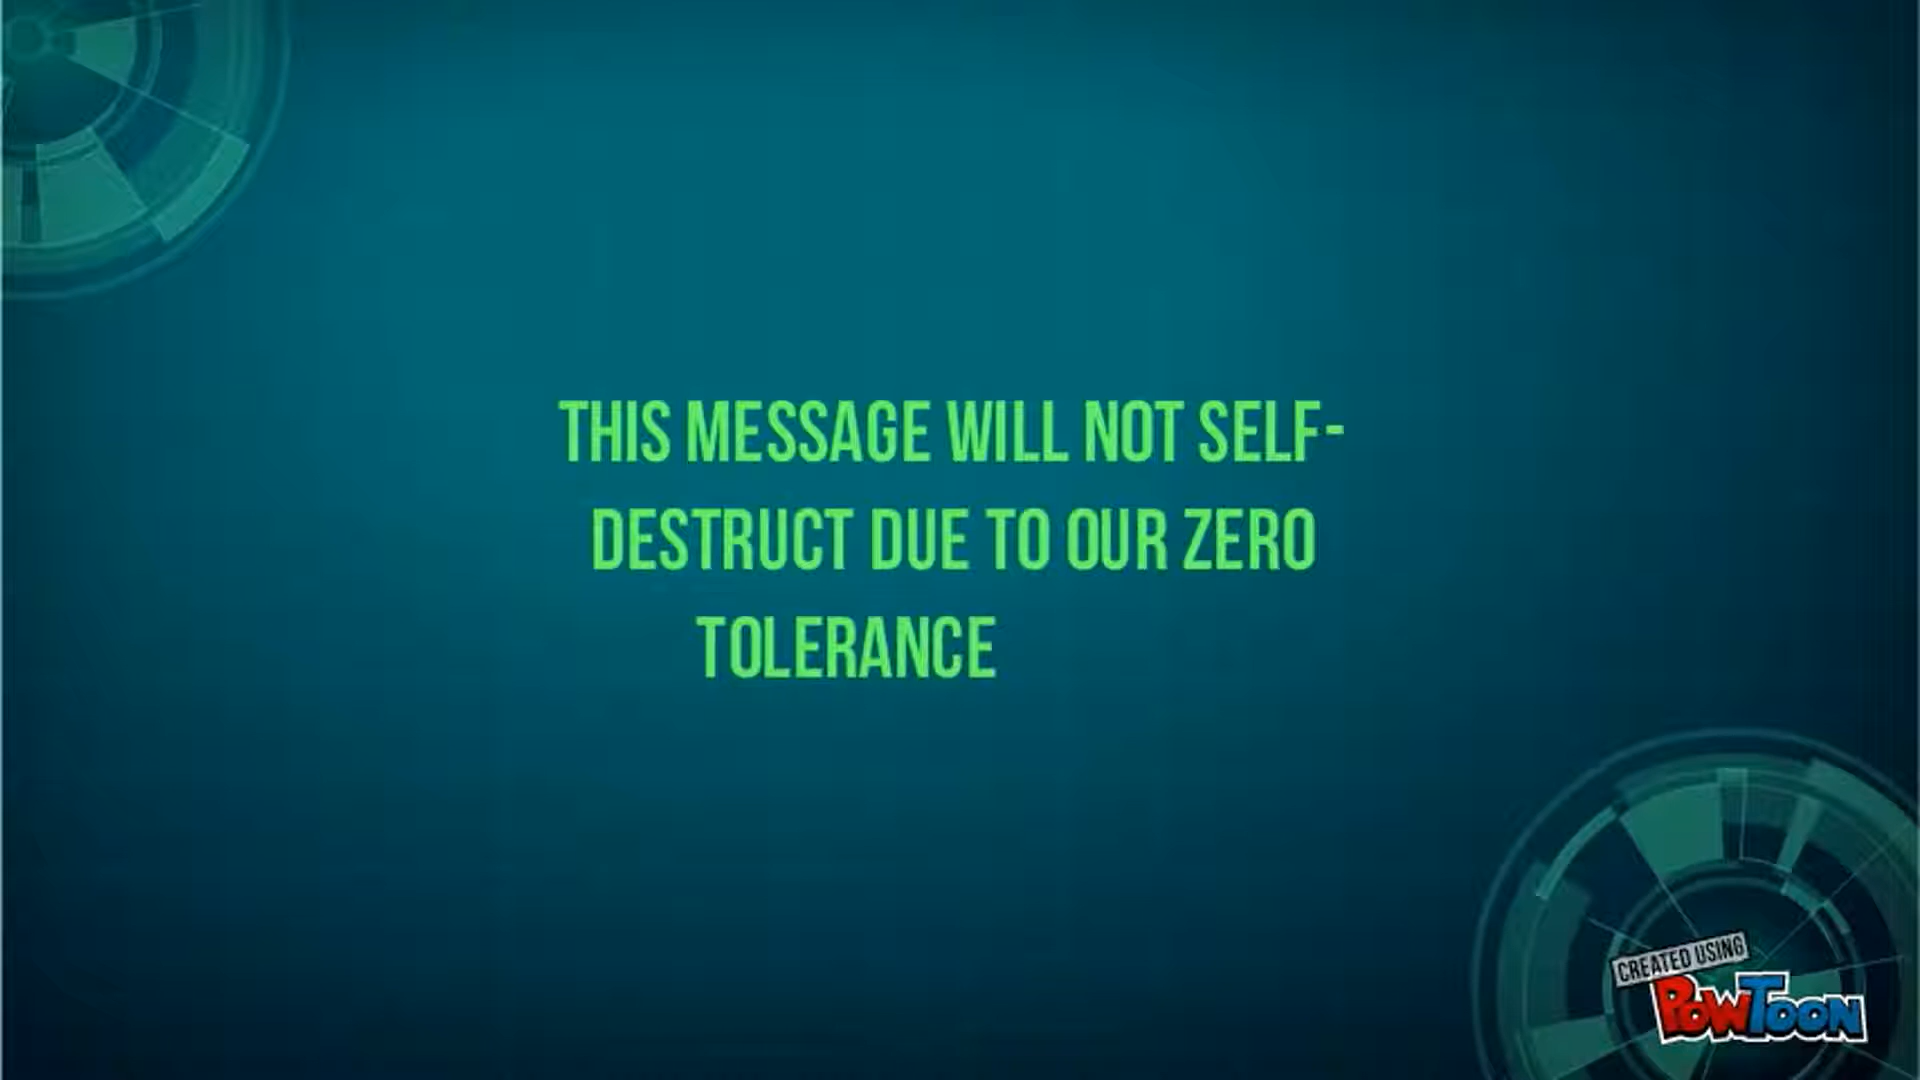 THIS MESSAGE WILL NOT SELF-
DESTRUCT DUE TO OUR ZERO
TOLERANCE
CREATED USING
POWTOON